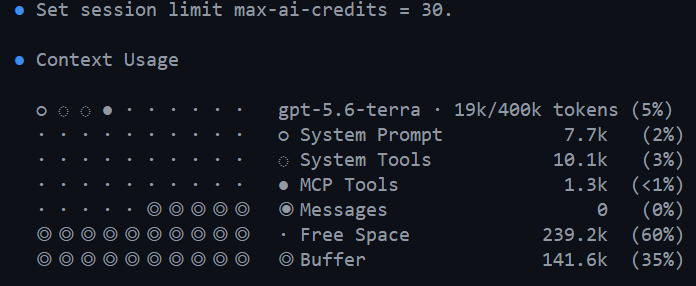 ● Set session limit max-ai-credits = 30.
● Context Usage
○ ◌ ◌ ● · · · · · · gpt-5.6-terra · 19k/400k tokens (5%)
· · · · · · · · · · ○ System Prompt 7.7k (2%)
· · · · · · · · · · ◌ System Tools 10.1k (3%)
· · · · · · · · · · ● MCP Tools 1.3k (<1%)
· · · · · ◎ ◎ ◎ ◎ ◎ ◉ Messages 0 (0%)
◎ ◎ ◎ ◎ ◎ ◎ ◎ ◎ ◎ ◎ · Free Space 239.2k (60%)
◎ ◎ ◎ ◎ ◎ ◎ ◎ ◎ ◎ ◎ ◎ Buffer 141.6k (35%)